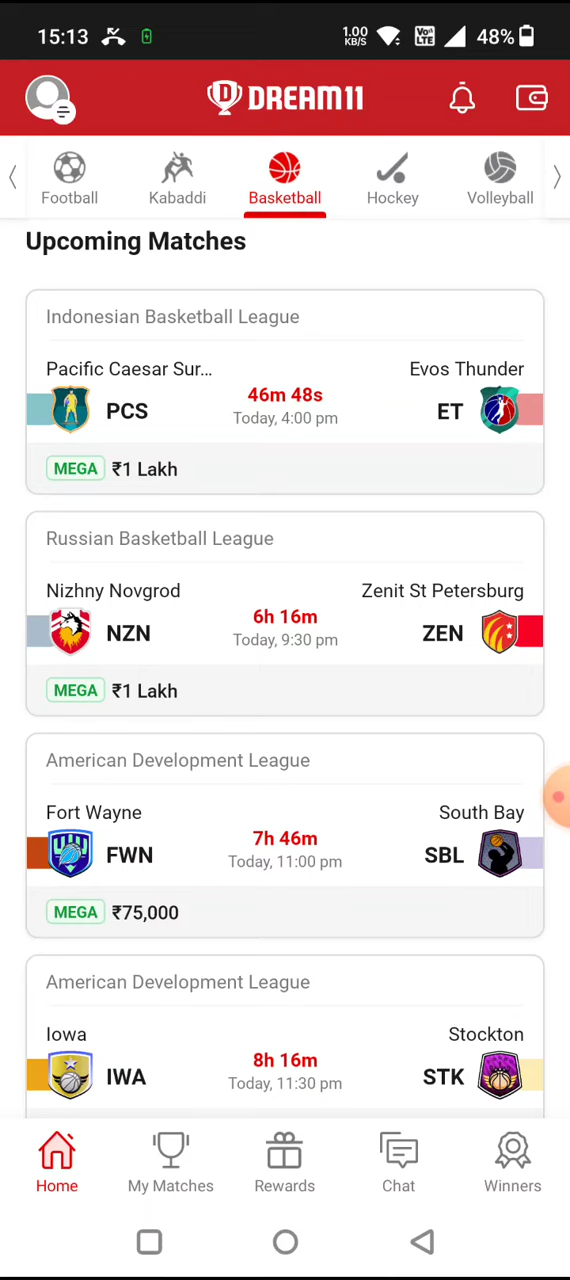 15:13
1.00 KB/S
Vo)) LTE
48%
D DREAM11
Football Kabaddi Basketball Hockey Volleyball
Upcoming Matches
Indonesian Basketball League
Pacific Caesar Sur... Evos Thunder
46m 48s
PCS Today, 4:00 pm ET
MEGA ₹1 Lakh
Russian Basketball League
Nizhny Novgrod Zenit St Petersburg
6h 16m
NZN Today, 9:30 pm ZEN
MEGA ₹1 Lakh
American Development League
Fort Wayne South Bay
7h 46m
FWN Today, 11:00 pm SBL
MEGA ₹75,000
American Development League
Iowa Stockton
8h 16m
IWA Today, 11:30 pm STK
Home My Matches Rewards Chat Winners